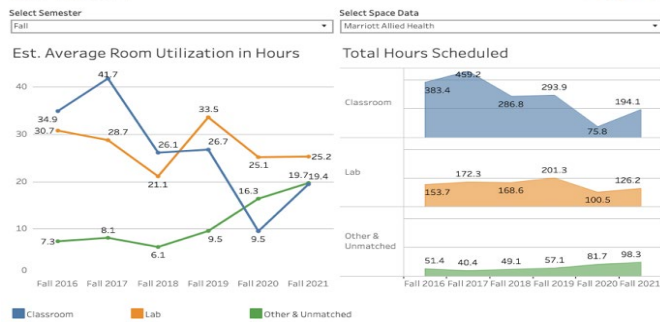 Select Semester
Fall
Select Space Data
Marriott Allied Health
Est. Average Room Utilization in Hours
40
30
20
10
0
34.9
30.7
41.7
28.7
26.1
21.1
33.5
26.7
25.1
16.3
9.5
19.7
19.4
25.2
7.3
8.1
6.1
9.5
Fall 2016 Fall 2017 Fall 2018 Fall 2019 Fall 2020 Fall 2021
Classroom Lab Other & Unmatched
Total Hours Scheduled
Classroom
383.4 459.2 286.8 293.9 75.8 194.1
Lab
153.7 172.3 168.6 201.3 100.5 126.2
Other &
Unmatched
51.4 40.4 49.1 57.1 81.7 98.3
Fall 2016 Fall 2017 Fall 2018 Fall 2019 Fall 2020 Fall 2021